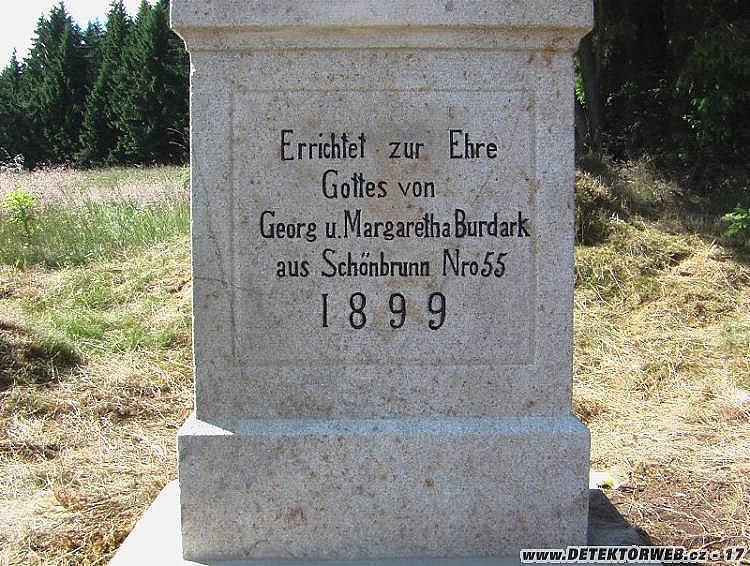 Errichtet zur Ehre
Gottes von
Georg u. Margaretha Burdark
aus Schönbrunn Nro 55
1899
www.DETEKTORWEB.cz - 17